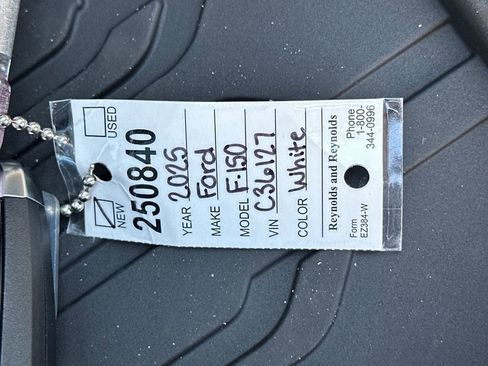 NEW USED
250840
YEAR 2025
MAKE Ford
MODEL F-150
VIN C36127
COLOR White
Reynolds and Reynolds
Form Phone
EZ384-W 1-800-
344-0996